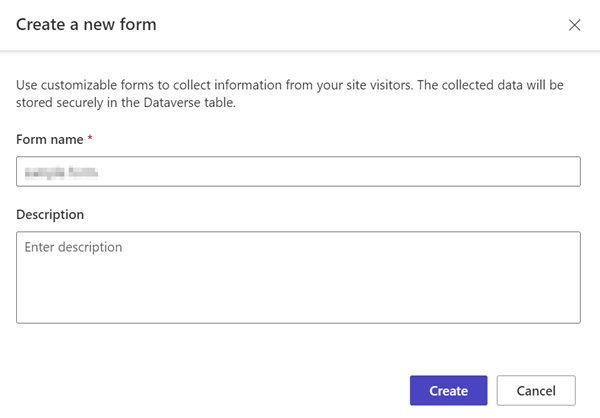 Create a new form
Use customizable forms to collect information from your site visitors. The collected data will be
stored securely in the Dataverse table.
Form name *
Description
Enter description
Create
Cancel